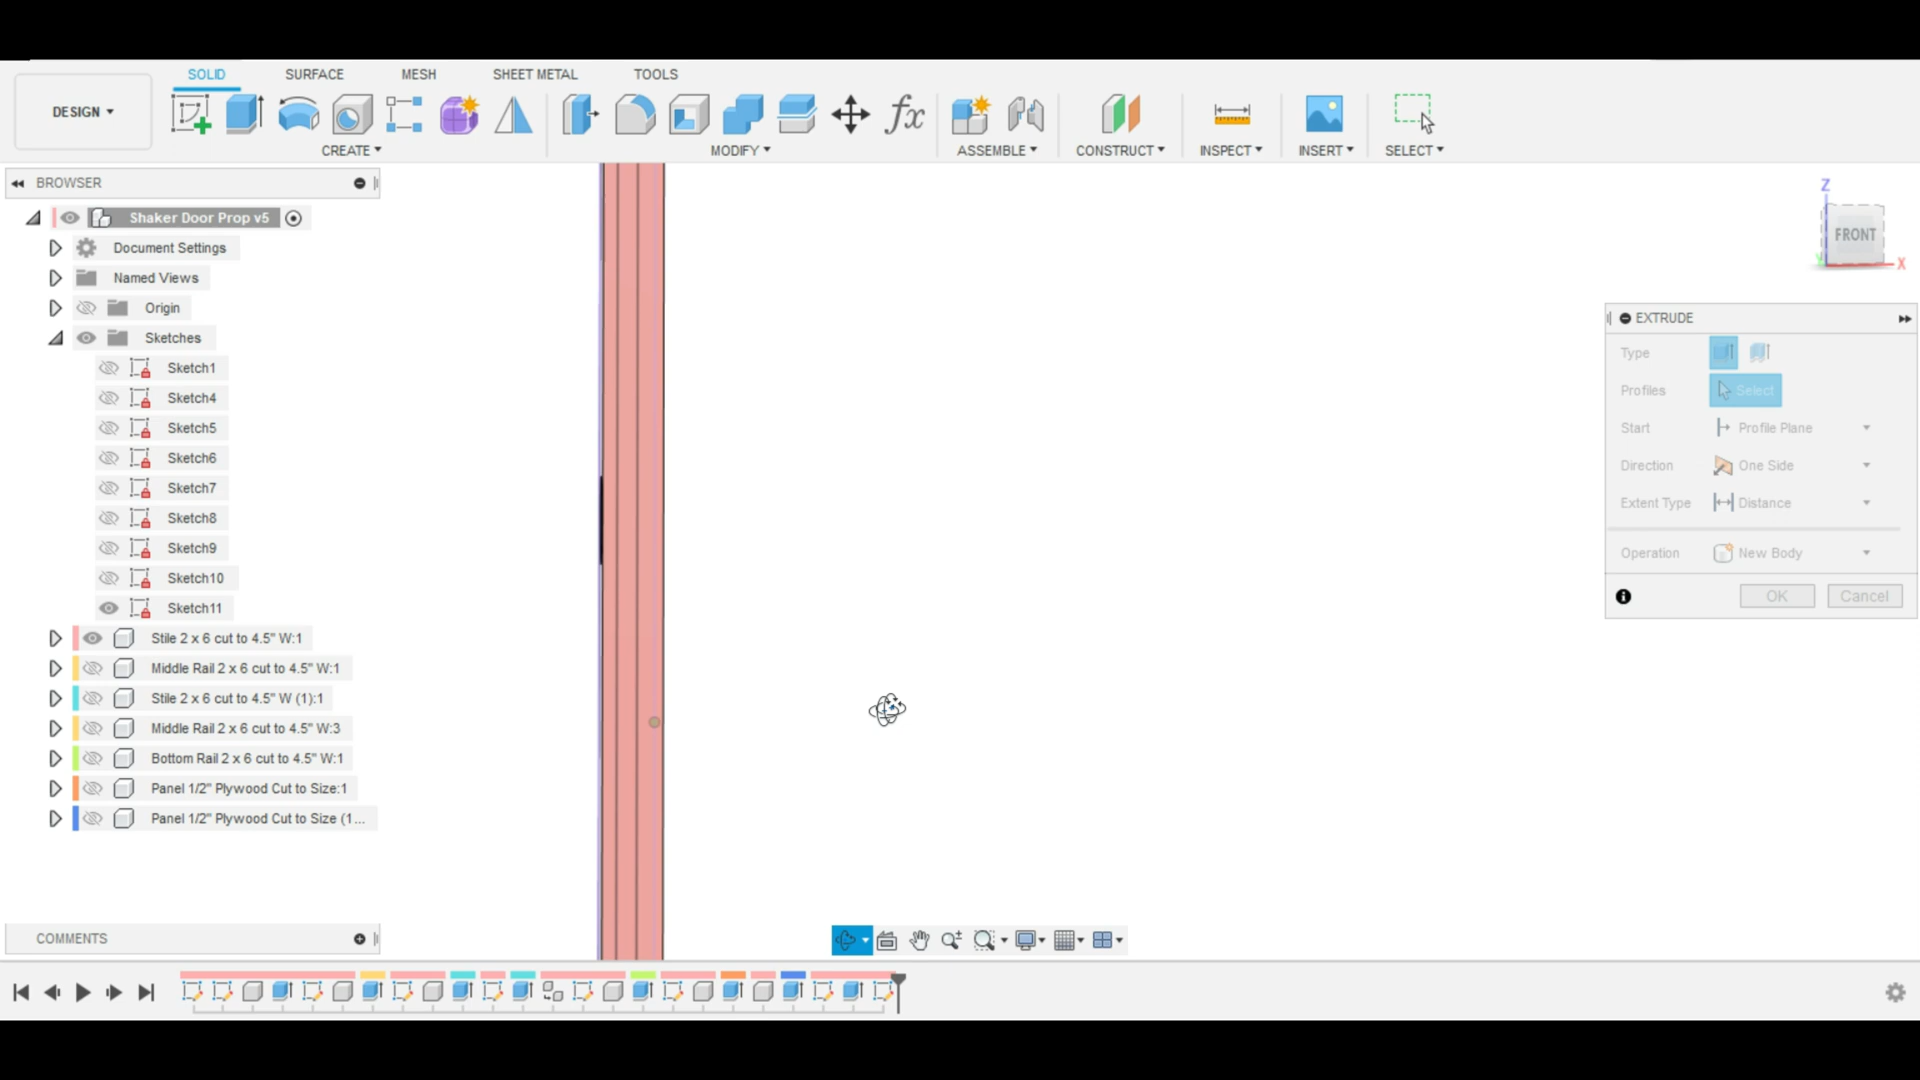 SOLID SURFACE MESH SHEET METAL TOOLS
DESIGN
CREATE MODIFY ASSEMBLE CONSTRUCT INSPECT INSERT SELECT
fx
BROWSER
Shaker Door Prop v5
Document Settings
Named Views
Origin
Sketches
Sketch1
Sketch4
Sketch5
Sketch6
Sketch7
Sketch8
Sketch9
Sketch10
Sketch11
Stile 2 x 6 cut to 4.5" W:1
Middle Rail 2 x 6 cut to 4.5" W:1
Stile 2 x 6 cut to 4.5" W (1):1
Middle Rail 2 x 6 cut to 4.5" W:3
Bottom Rail 2 x 6 cut to 4.5" W:1
Panel 1/2" Plywood Cut to Size:1
Panel 1/2" Plywood Cut to Size (1...
COMMENTS
Z
FRONT
X
EXTRUDE
Type
Profiles Select
Start Profile Plane
Direction One Side
Extent Type Distance
Operation New Body
OK Cancel